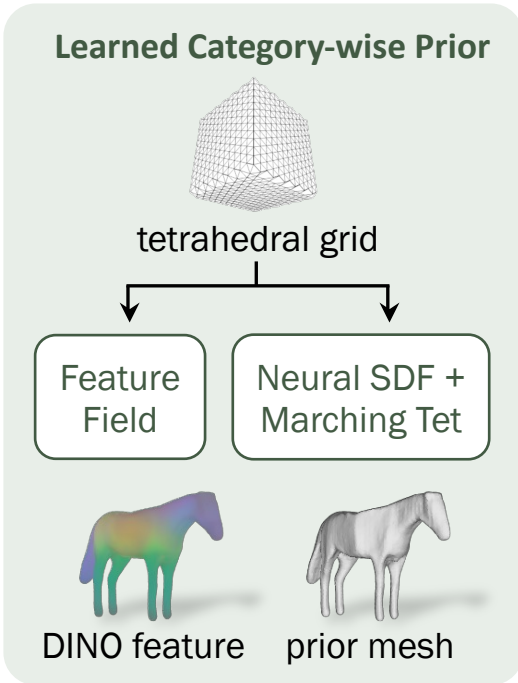 Learned Category-wise Prior
tetrahedral grid
Feature
Field
Neural SDF +
Marching Tet
DINO feature
prior mesh